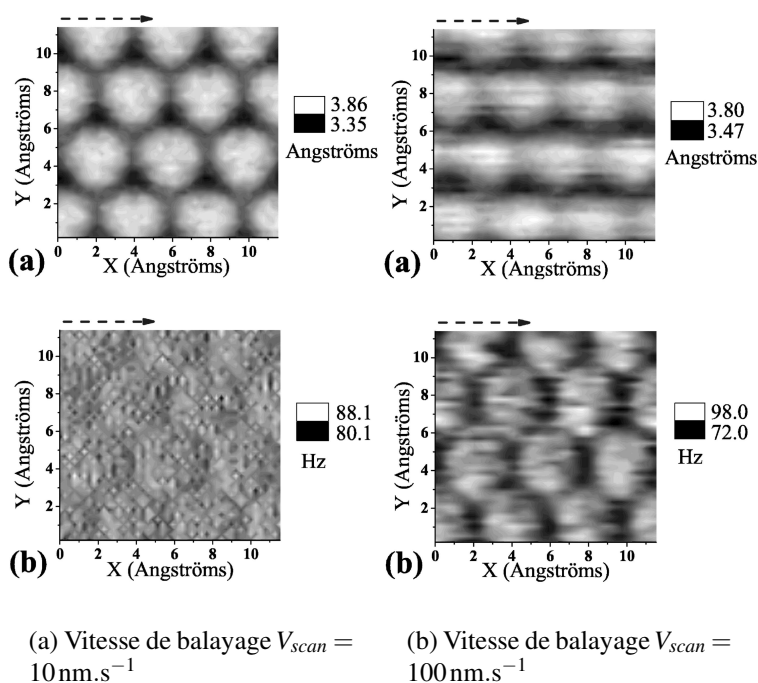 10
8
6
4
2
0 2 4 6 8 10
Y (Angströms)
X (Angströms)
3.86
3.35
Angströms
(a)
10
8
6
4
2
0 2 4 6 8 10
Y (Angströms)
X (Angströms)
3.80
3.47
Angströms
(a)
10
8
6
4
2
0 2 4 6 8 10
Y (Angströms)
X (Angströms)
88.1
80.1
Hz
(b)
10
8
6
4
2
0 2 4 6 8 10
Y (Angströms)
X (Angströms)
98.0
72.0
Hz
(b)
(a) Vitesse de balayage V_scan =
10 nm.s⁻¹
(b) Vitesse de balayage V_scan =
100 nm.s⁻¹